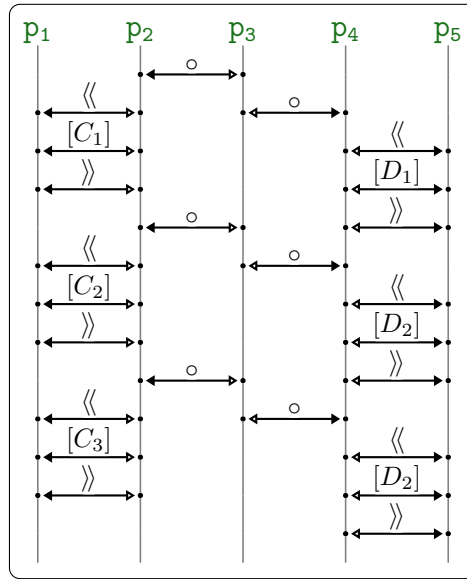 p₁ p₂ p₃ p₄ p₅
∘
⟪ ∘
[C₁] ⟪
⟫ [D₁]
∘ ⟫
⟪ ∘
[C₂] ⟪
⟫ [D₂]
∘ ⟫
⟪ ∘
[C₃] ⟪
⟫ [D₂]
⟫